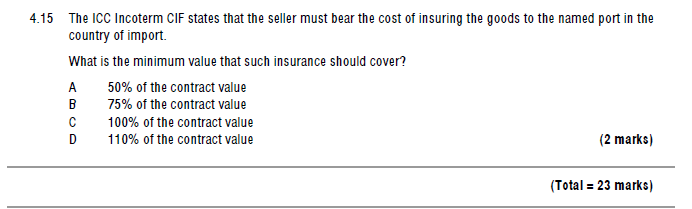 4.15 The ICC Incoterm CIF states that the seller must bear the cost of insuring the goods to the named port in the
country of import.
What is the minimum value that such insurance should cover?
A 50% of the contract value
B 75% of the contract value
C 100% of the contract value
D 110% of the contract value (2 marks)
(Total = 23 marks)